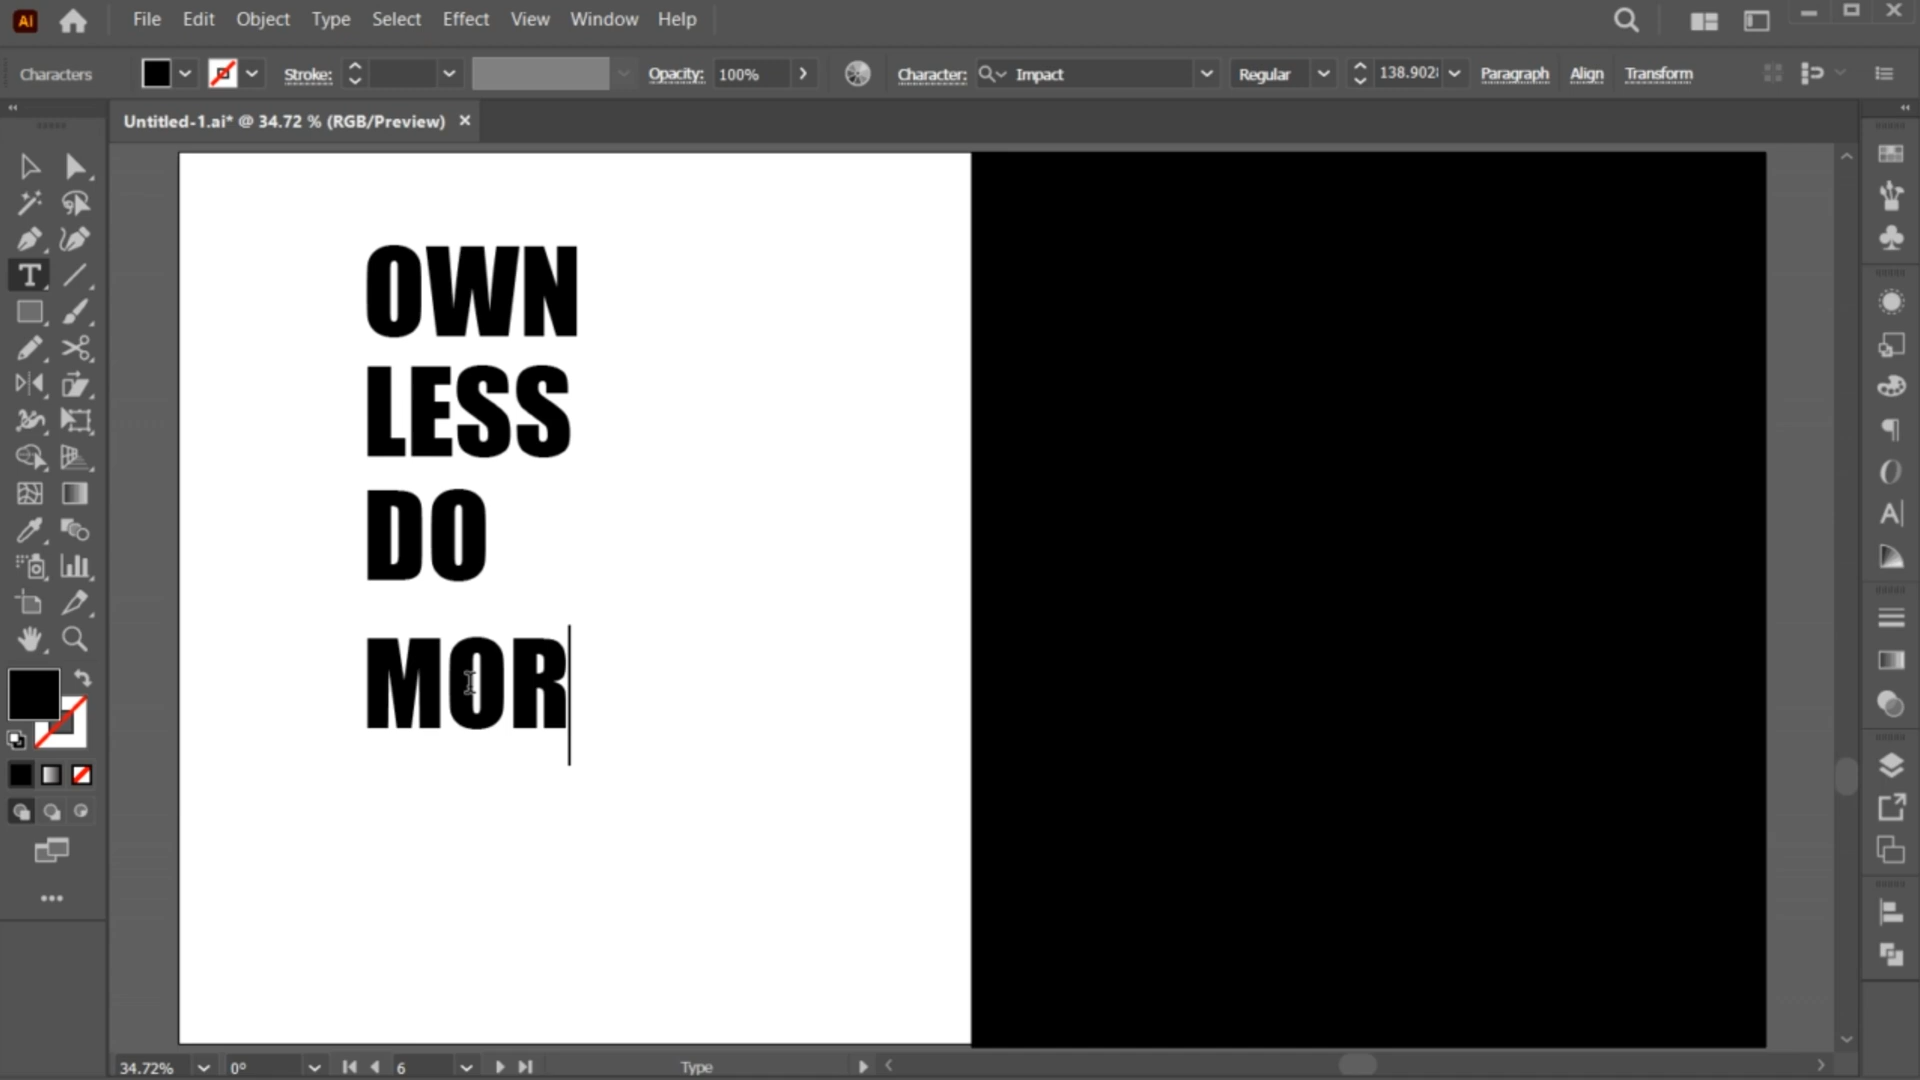 Ai File Edit Object Type Select Effect View Window Help
Characters Stroke: Opacity: 100% Character: Impact Regular 138.902 Paragraph Align Transform
Untitled-1.ai* @ 34.72 % (RGB/Preview) ×
OWN
LESS
DO
MOR
34.72% 0° 6 Type